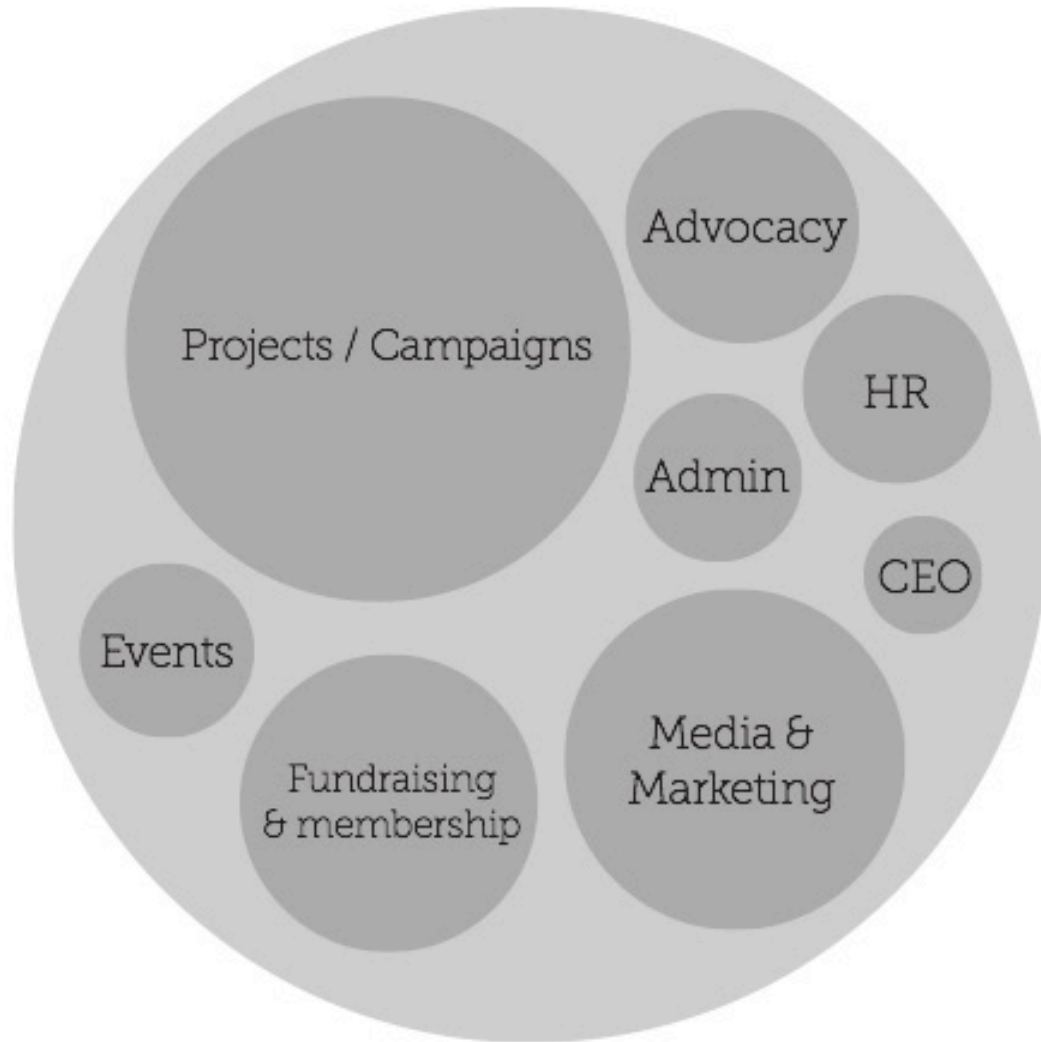 Advocacy
Projects / Campaigns
HR
Admin
CEO
Events
Media &
Marketing
Fundraising
& membership